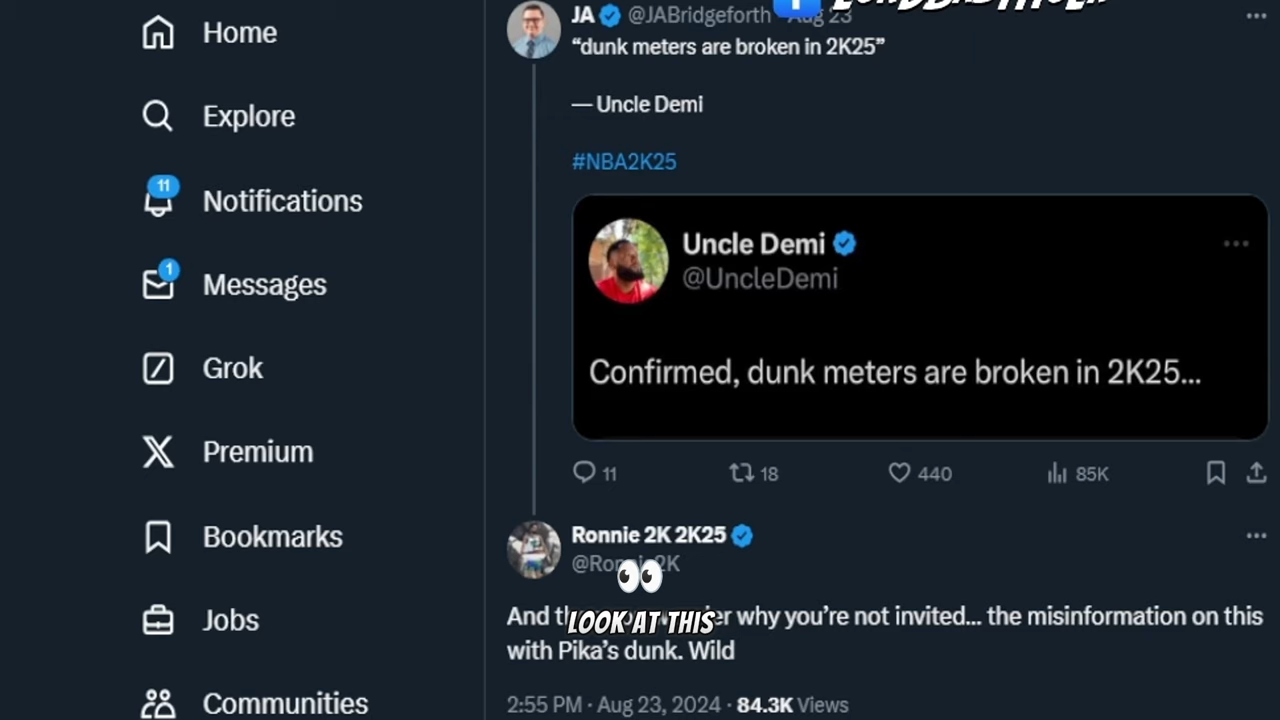 Home
Explore
11
Notifications
1
Messages
Grok
Premium
Bookmarks
Jobs
Communities
JA @JABridgeforth Aug 23
“dunk meters are broken in 2K25”
— Uncle Demi
#NBA2K25
Uncle Demi
@UncleDemi
Confirmed, dunk meters are broken in 2K25...
11 18 440 85K
Ronnie 2K 2K25
LOOK AT THIS
And why you’re not invited... the misinformation on this
with Pika’s dunk. Wild
2:55 PM · Aug 23, 2024 · 84.3K Views